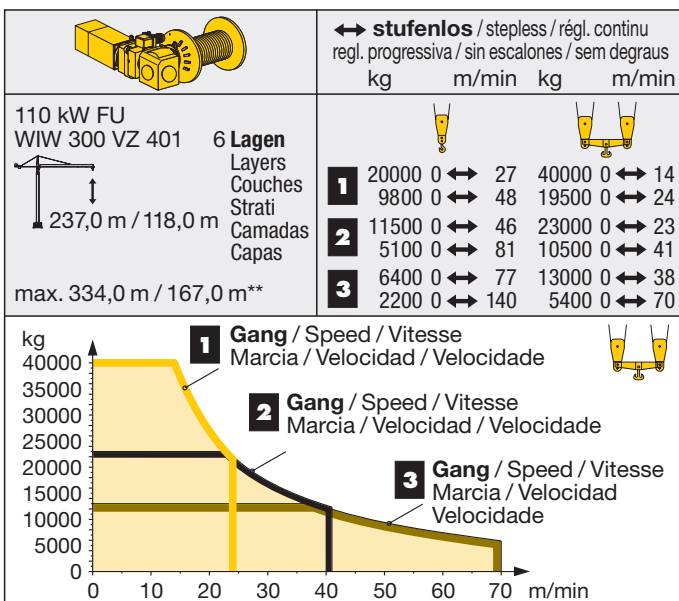 ↔ stufenlos / stepless / régl. continu
regl. progressiva / sin escalones / sem degraus
kg m/min kg m/min
110 kW FU
WIW 300 VZ 401
6 Lagen
Layers
Couches
Strati
Camadas
Capas
237,0 m / 118,0 m
max. 334,0 m / 167,0 m**
1
20000 0 ↔ 27 40000 0 ↔ 14
9800 0 ↔ 48 19500 0 ↔ 24
2
11500 0 ↔ 46 23000 0 ↔ 23
5100 0 ↔ 81 10500 0 ↔ 41
3
6400 0 ↔ 77 13000 0 ↔ 38
2200 0 ↔ 140 5400 0 ↔ 70
kg
40000
35000
30000
25000
20000
15000
10000
5000
0
1 Gang / Speed / Vitesse
Marcia / Velocidad / Velocidade
2 Gang / Speed / Vitesse
Marcia / Velocidad / Velocidade
3 Gang / Speed / Vitesse
Marcia / Velocidad
Velocidade
0 10 20 30 40 50 60 70 m/min